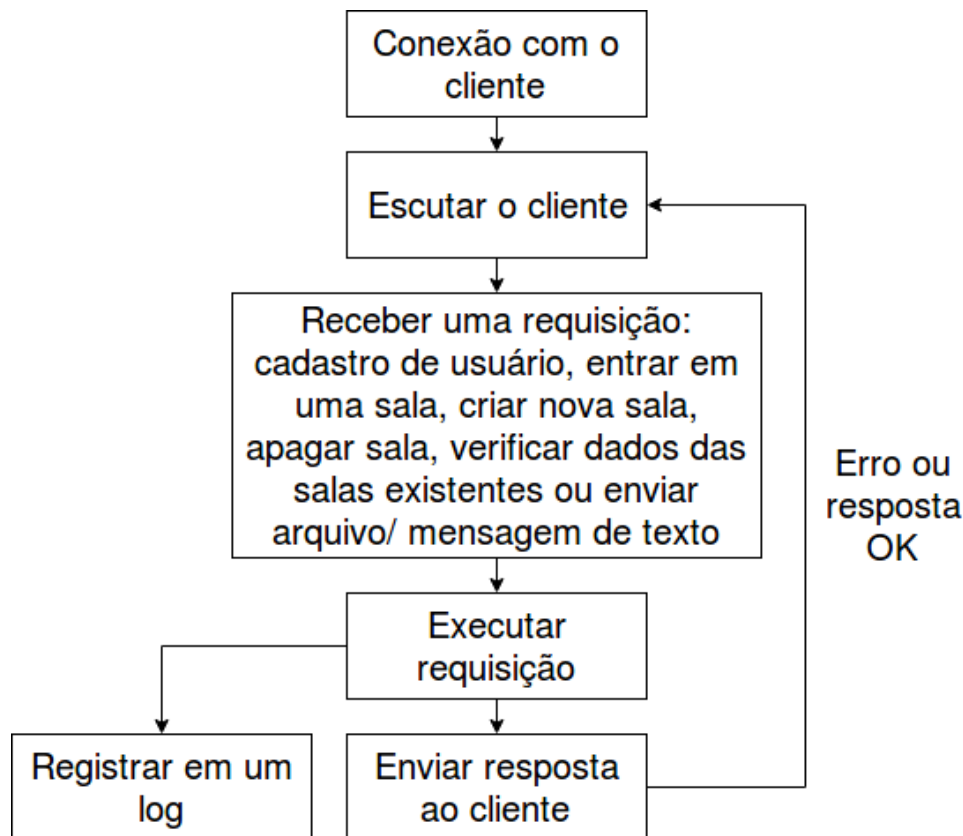 Conexão com o
cliente
Escutar o cliente
Receber uma requisição:
cadastro de usuário, entrar em
uma sala, criar nova sala,
apagar sala, verificar dados das
salas existentes ou enviar
arquivo/ mensagem de texto
Erro ou
resposta
OK
Executar
requisição
Registrar em um
log
Enviar resposta
ao cliente